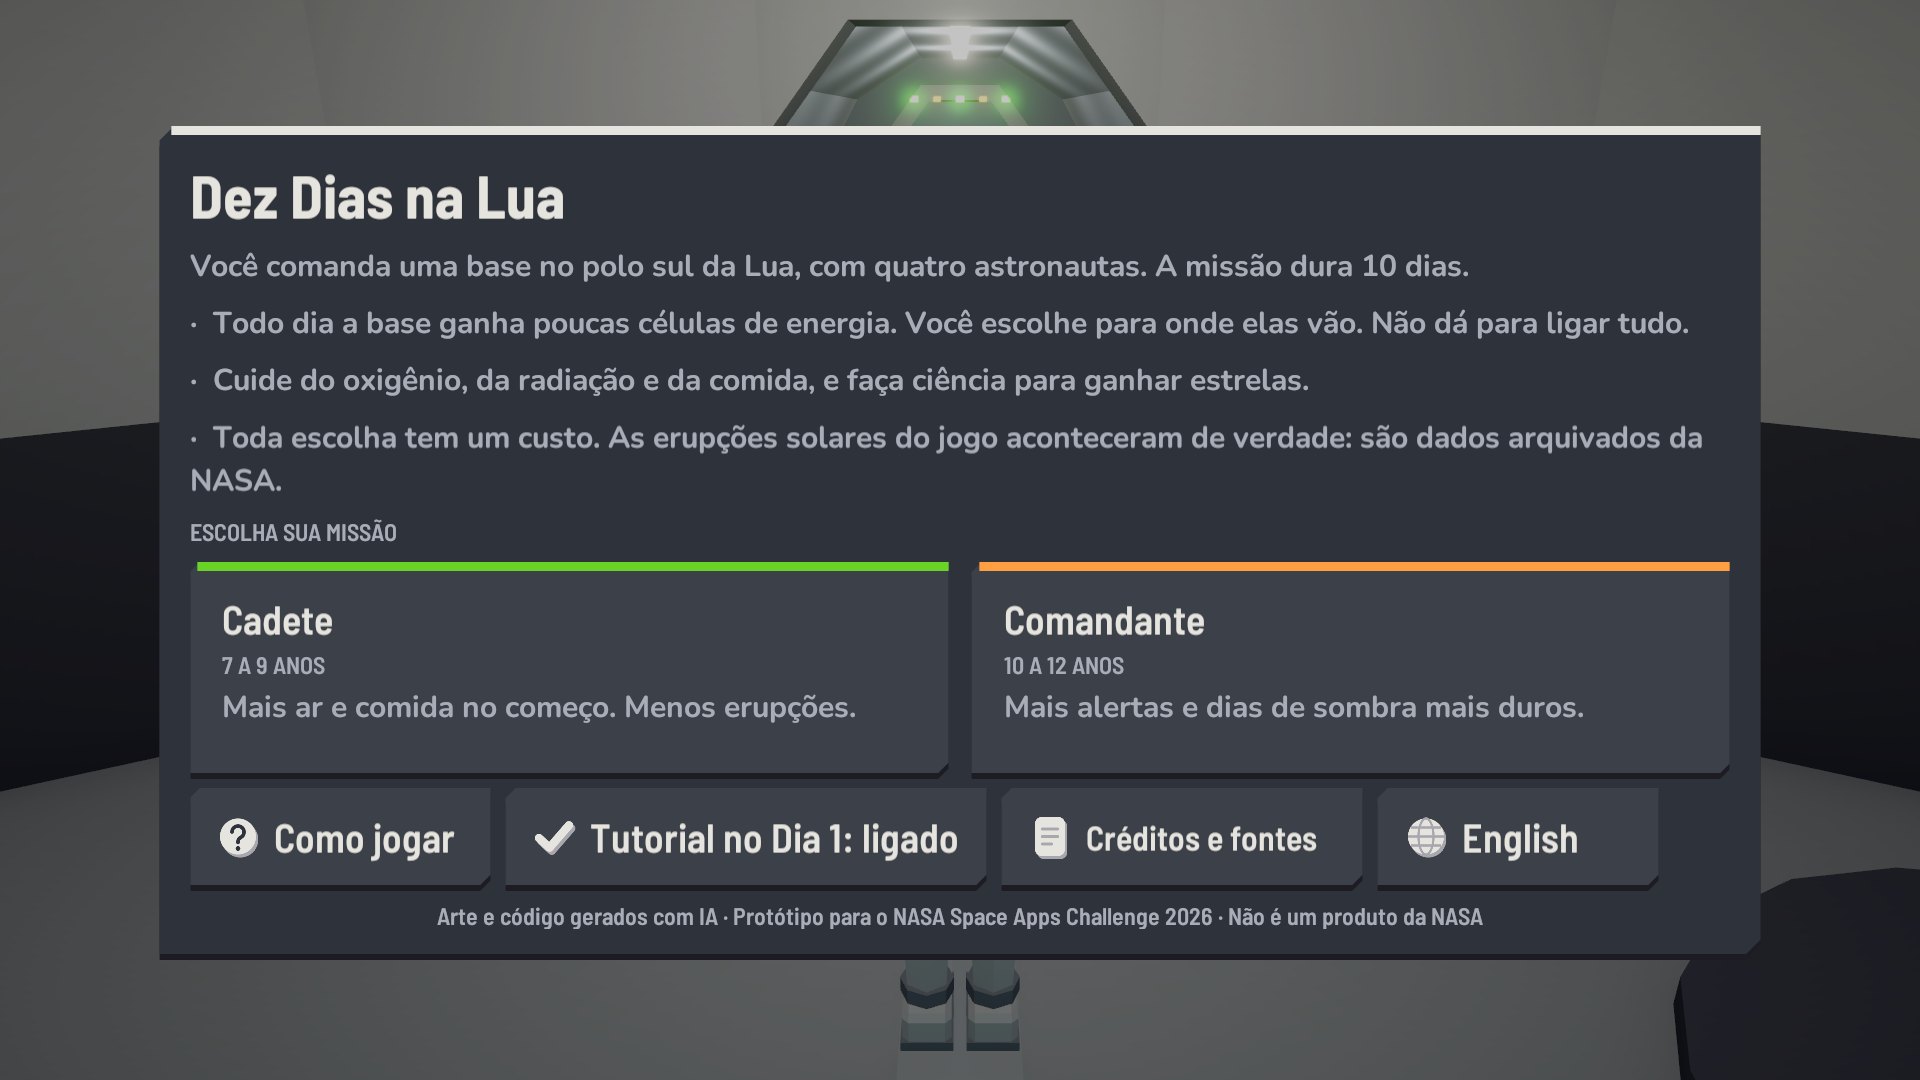 Dez Dias na Lua
Você comanda uma base no polo sul da Lua, com quatro astronautas. A missão dura 10 dias.
· Todo dia a base ganha poucas células de energia. Você escolhe para onde elas vão. Não dá para ligar tudo.
· Cuide do oxigênio, da radiação e da comida, e faça ciência para ganhar estrelas.
· Toda escolha tem um custo. As erupções solares do jogo aconteceram de verdade: são dados arquivados da
NASA.
ESCOLHA SUA MISSÃO
Cadete
7 A 9 ANOS
Mais ar e comida no começo. Menos erupções.
Comandante
10 A 12 ANOS
Mais alertas e dias de sombra mais duros.
Como jogar
Tutorial no Dia 1: ligado
Créditos e fontes
English
Arte e código gerados com IA · Protótipo para o NASA Space Apps Challenge 2026 · Não é um produto da NASA